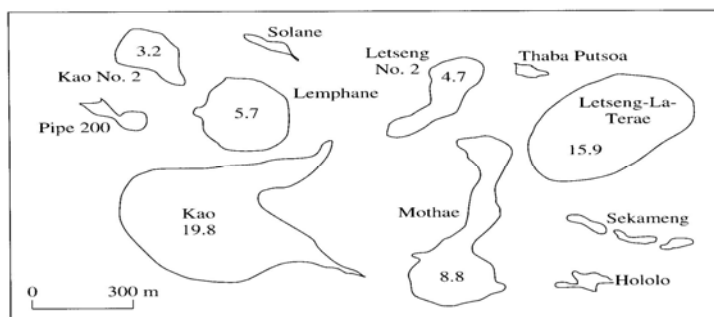 3.2
Kao No. 2
Solane
Letseng
No. 2
4.7
Thaba Putsoa
Pipe 200
5.7
Lemphane
Letseng-La-
Terae
15.9
Kao
19.8
Mothae
8.8
Sekameng
Hololo
0 300 m